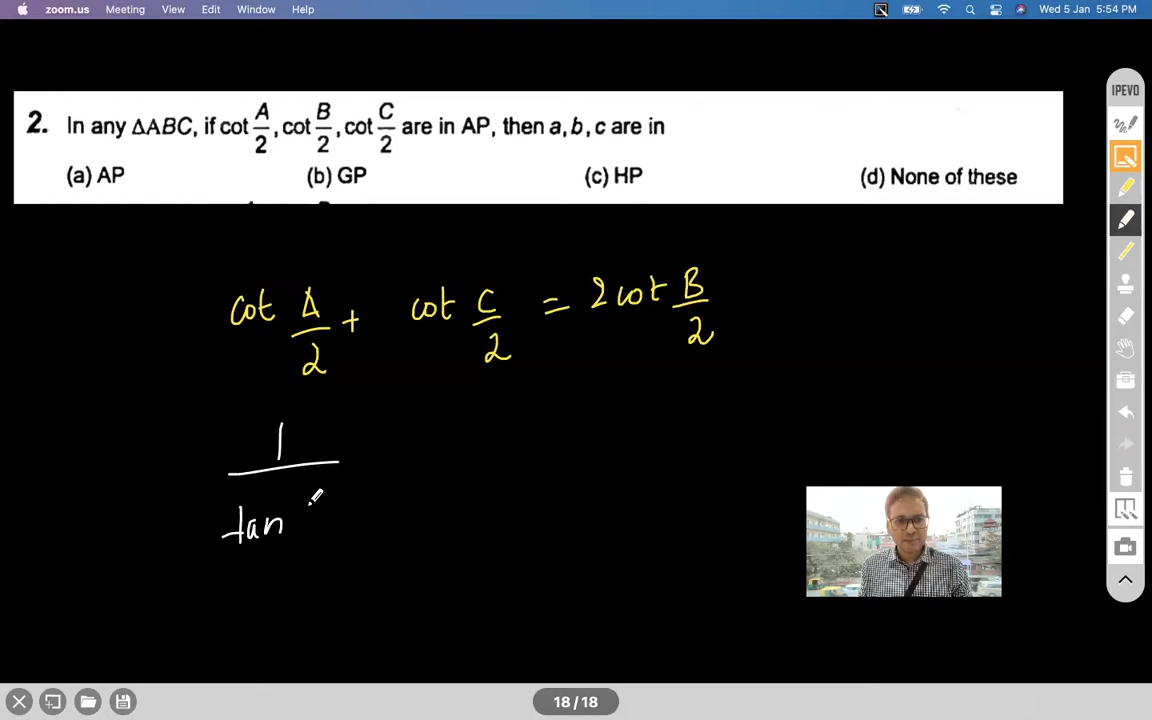 zoom.us Meeting View Edit Window Help Wed 5 Jan 5:54 PM
IPEVO
2. In any ΔABC, if cot A/2, cot B/2, cot C/2 are in AP, then a, b, c are in
(a) AP (b) GP (c) HP (d) None of these
cot A/2 + cot C/2 = 2 cot B/2
1
tan
18/18